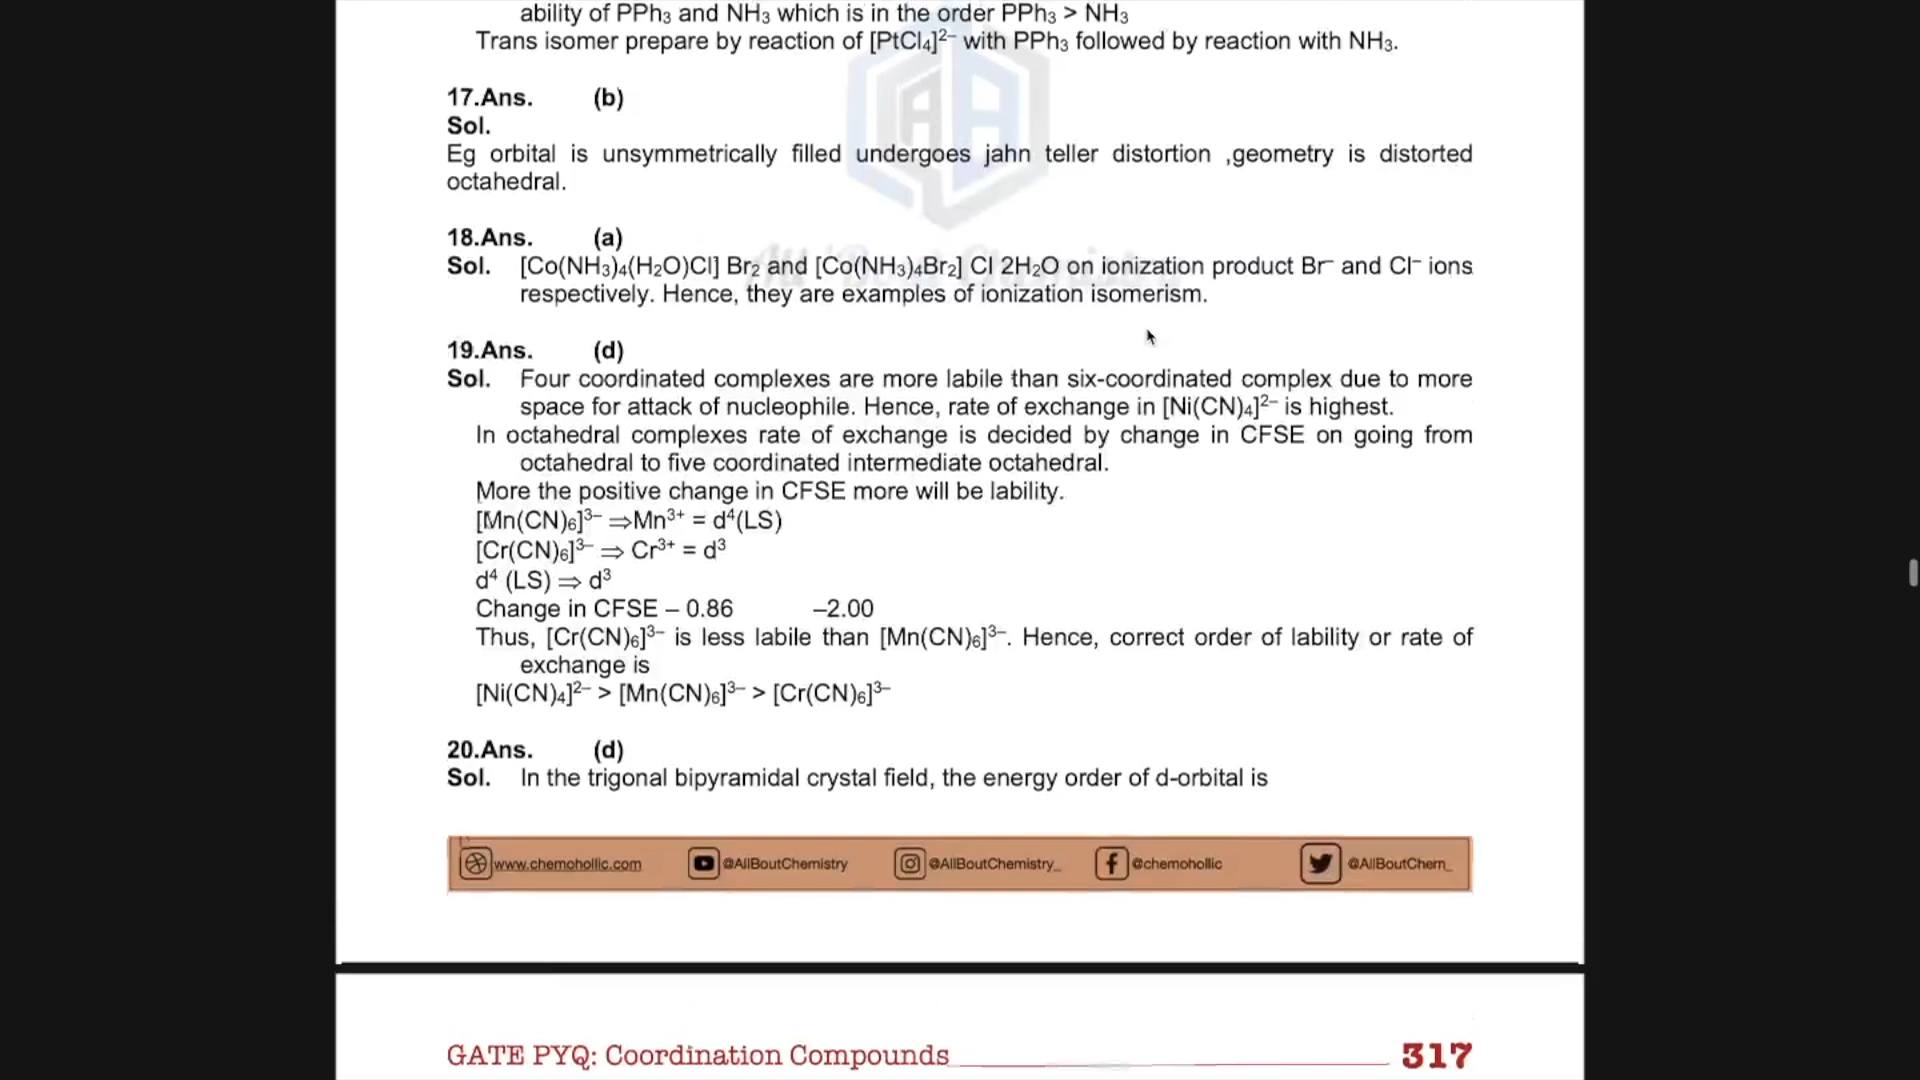 ability of PPh₃ and NH₃ which is in the order PPh₃ > NH₃
Trans isomer prepare by reaction of [PtCl₄]²⁻ with PPh₃ followed by reaction with NH₃.
17.Ans. (b)
Sol.
Eg orbital is unsymmetrically filled undergoes jahn teller distortion ,geometry is distorted
octahedral.
All 'Bout Chemistry
18.Ans. (a)
Sol. [Co(NH₃)₄(H₂O)Cl] Br₂ and [Co(NH₃)₄Br₂] Cl 2H₂O on ionization product Br⁻ and Cl⁻ ions
respectively. Hence, they are examples of ionization isomerism.
19.Ans. (d)
Sol. Four coordinated complexes are more labile than six-coordinated complex due to more
space for attack of nucleophile. Hence, rate of exchange in [Ni(CN)₄]²⁻ is highest.
In octahedral complexes rate of exchange is decided by change in CFSE on going from
octahedral to five coordinated intermediate octahedral.
More the positive change in CFSE more will be lability.
[Mn(CN)₆]³⁻ ⇒Mn³⁺ = d⁴(LS)
[Cr(CN)₆]³⁻ ⇒ Cr³⁺ = d³
d⁴ (LS) ⇒ d³
Change in CFSE – 0.86 –2.00
Thus, [Cr(CN)₆]³⁻ is less labile than [Mn(CN)₆]³⁻. Hence, correct order of lability or rate of
exchange is
[Ni(CN)₄]²⁻ > [Mn(CN)₆]³⁻ > [Cr(CN)₆]³⁻
20.Ans. (d)
Sol. In the trigonal bipyramidal crystal field, the energy order of d-orbital is
www.chemohollic.com @AllBoutChemistry @AllBoutChemistry_ @chemohollic @AllBoutChem_
GATE PYQ: Coordination Compounds 317